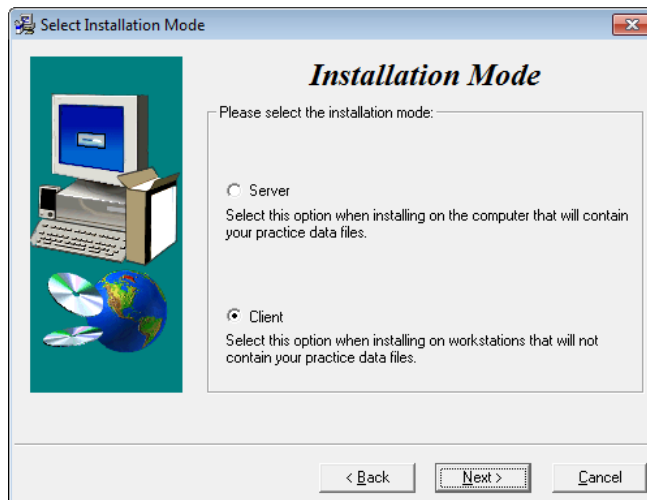 Select Installation Mode
Installation Mode
Please select the installation mode:
Server
Select this option when installing on the computer that will contain
your practice data files.
Client
Select this option when installing on workstations that will not
contain your practice data files.
< Back
Next >
Cancel